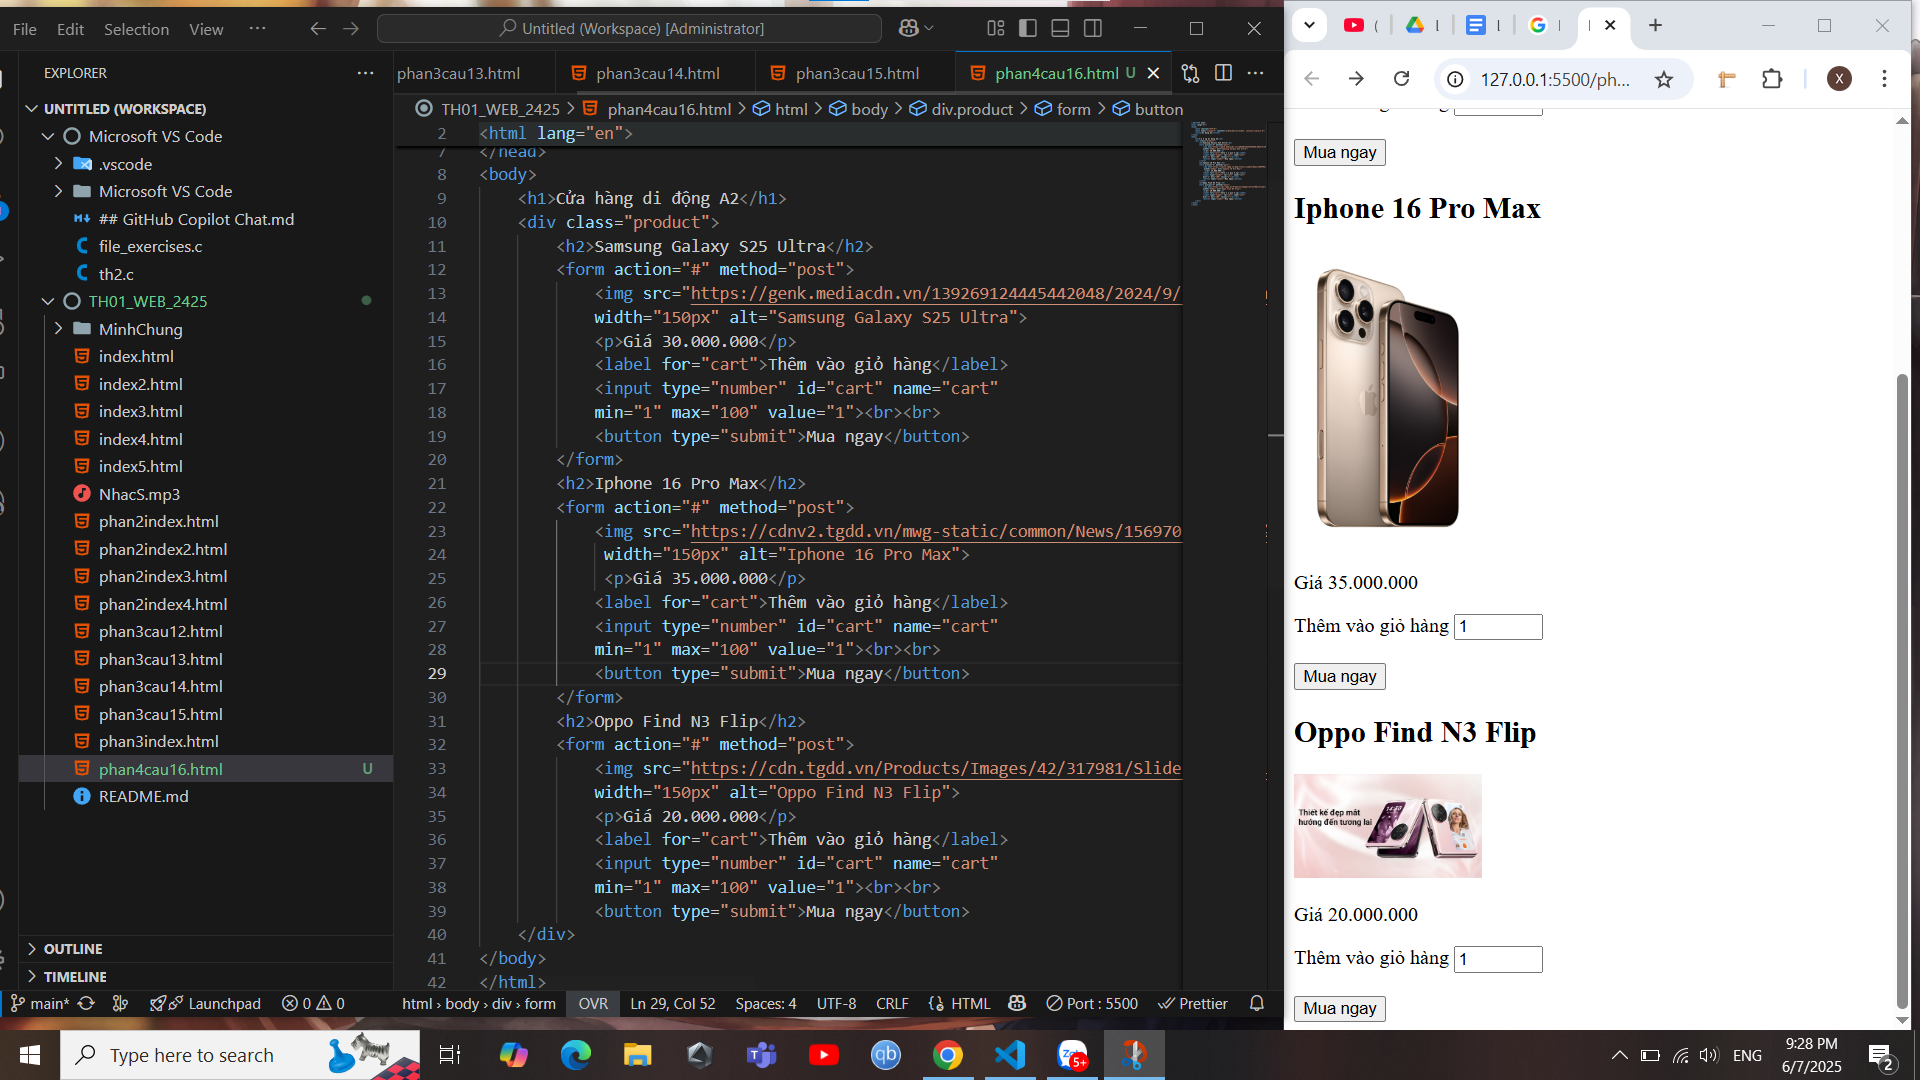 File Edit Selection View ··· Untitled (Workspace) [Administrator]
EXPLORER ···
UNTITLED (WORKSPACE)
Microsoft VS Code
.vscode
Microsoft VS Code
## GitHub Copilot Chat.md
file_exercises.c
th2.c
TH01_WEB_2425
MinhChung
index.html
index2.html
index3.html
index4.html
index5.html
NhacS.mp3
phan2index.html
phan2index2.html
phan2index3.html
phan2index4.html
phan3cau12.html
phan3cau13.html
phan3cau14.html
phan3cau15.html
phan3index.html
phan4cau16.html U
README.md
OUTLINE
TIMELINE
phan3cau13.html phan3cau14.html phan3cau15.html phan4cau16.html U
TH01_WEB_2425 > phan4cau16.html > html > body > div.product > form > button
2 <html lang="en">
7 </head>
8 <body>
9 <h1>Cửa hàng di động A2</h1>
10 <div class="product">
11 <h2>Samsung Galaxy S25 Ultra</h2>
12 <form action="#" method="post">
13 <img src="https://genk.mediacdn.vn/139269124445442048/2024/9/
14 width="150px" alt="Samsung Galaxy S25 Ultra">
15 <p>Giá 30.000.000</p>
16 <label for="cart">Thêm vào giỏ hàng</label>
17 <input type="number" id="cart" name="cart"
18 min="1" max="100" value="1"><br><br>
19 <button type="submit">Mua ngay</button>
20 </form>
21 <h2>Iphone 16 Pro Max</h2>
22 <form action="#" method="post">
23 <img src="https://cdnv2.tgdd.vn/mwg-static/common/News/156970
24 width="150px" alt="Iphone 16 Pro Max">
25 <p>Giá 35.000.000</p>
26 <label for="cart">Thêm vào giỏ hàng</label>
27 <input type="number" id="cart" name="cart"
28 min="1" max="100" value="1"><br><br>
29 <button type="submit">Mua ngay</button>
30 </form>
31 <h2>Oppo Find N3 Flip</h2>
32 <form action="#" method="post">
33 <img src="https://cdn.tgdd.vn/Products/Images/42/317981/Slide
34 width="150px" alt="Oppo Find N3 Flip">
35 <p>Giá 20.000.000</p>
36 <label for="cart">Thêm vào giỏ hàng</label>
37 <input type="number" id="cart" name="cart"
38 min="1" max="100" value="1"><br><br>
39 <button type="submit">Mua ngay</button>
40 </div>
41 </body>
42 </html>
main* Launchpad 0 0 html › body › div › form OVR Ln 29, Col 52 Spaces: 4 UTF-8 CRLF HTML Port : 5500 Prettier
127.0.0.1:5500/ph... X
Mua ngay
Iphone 16 Pro Max
Giá 35.000.000
Thêm vào giỏ hàng 1
Mua ngay
Oppo Find N3 Flip
Thiết kế đẹp mắt
hướng đến tương lai
Giá 20.000.000
Thêm vào giỏ hàng 1
Mua ngay
Type here to search
qb
5+
ENG
9:28 PM
6/7/2025
2